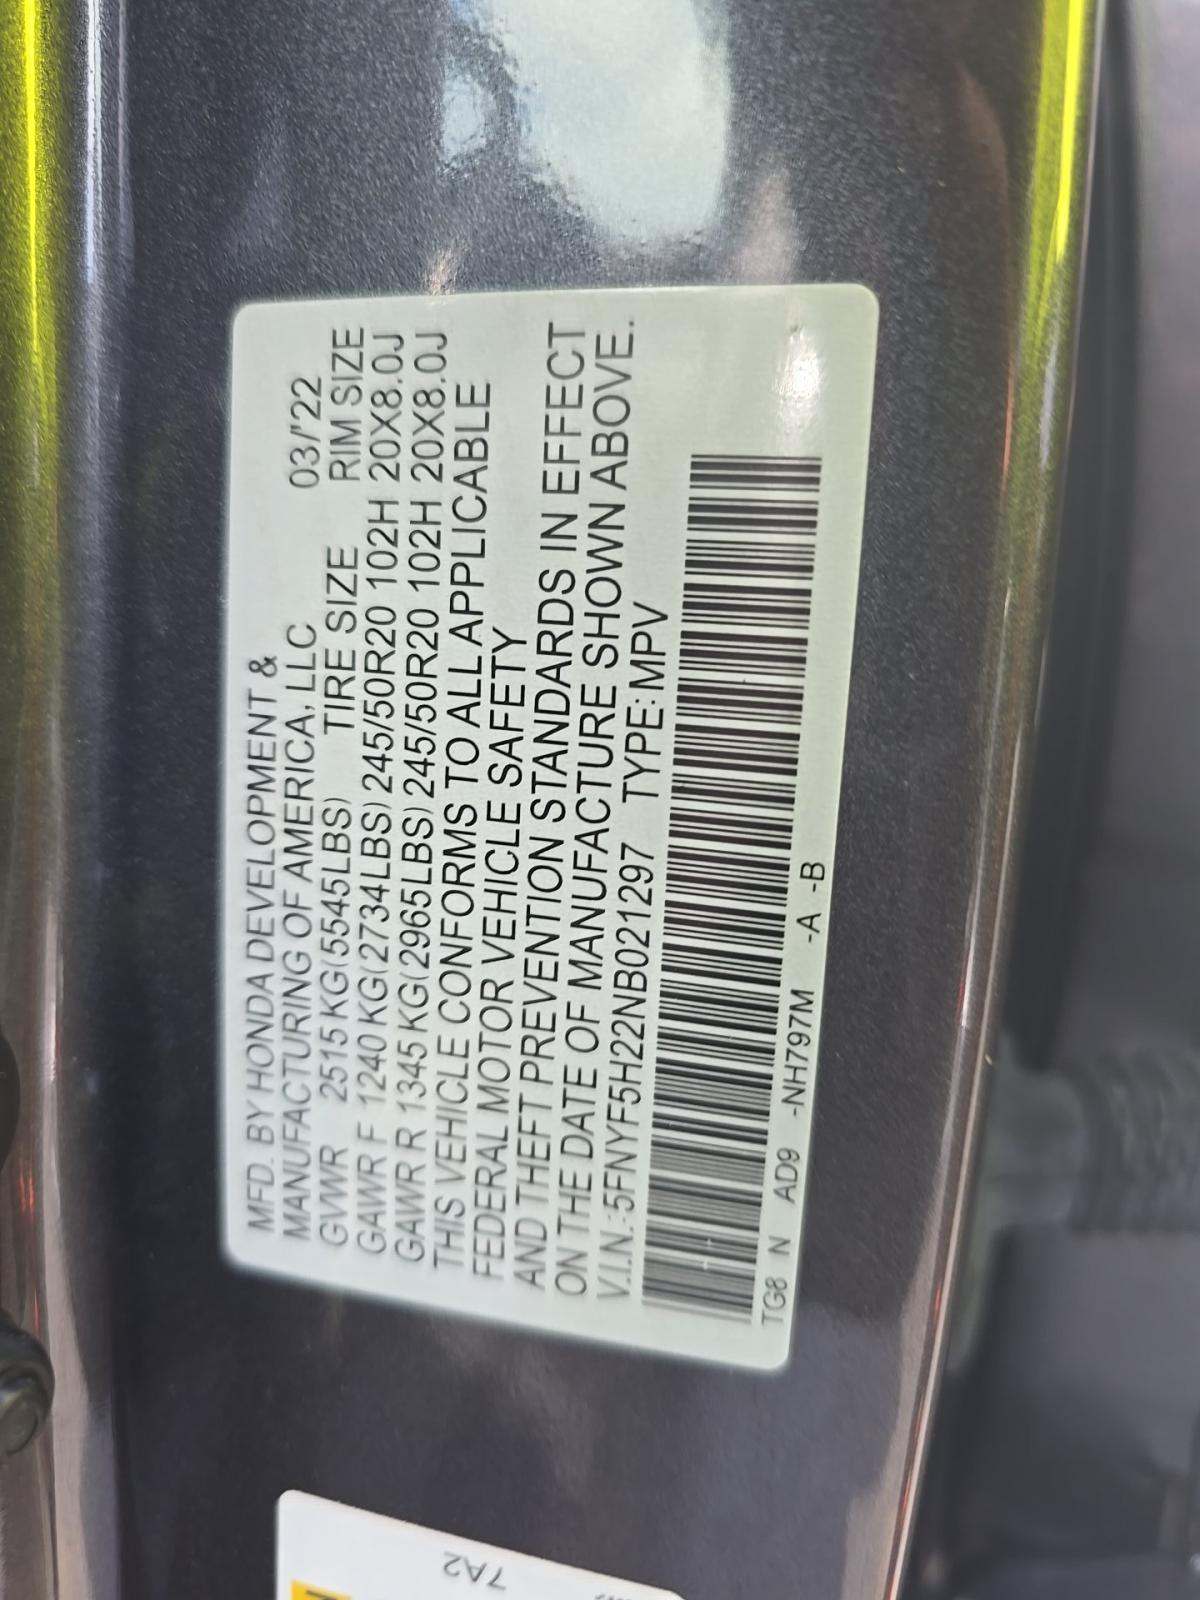 MFD. BY HONDA DEVELOPMENT &
MANUFACTURING OF AMERICA, LLC 03/'22
GVWR 2515 KG(5545LBS) TIRE SIZE RIM SIZE
GAWR F 1240 KG(2734LBS) 245/50R20 102H 20X8.0J
GAWR R 1345 KG(2965LBS) 245/50R20 102H 20X8.0J
THIS VEHICLE CONFORMS TO ALL APPLICABLE
FEDERAL MOTOR VEHICLE SAFETY
AND THEFT PREVENTION STANDARDS IN EFFECT
ON THE DATE OF MANUFACTURE SHOWN ABOVE.
V.I.N.:5FNYF5H22NB021297 TYPE:MPV
TG8 N AD9 -NH797M -A -B
7A2